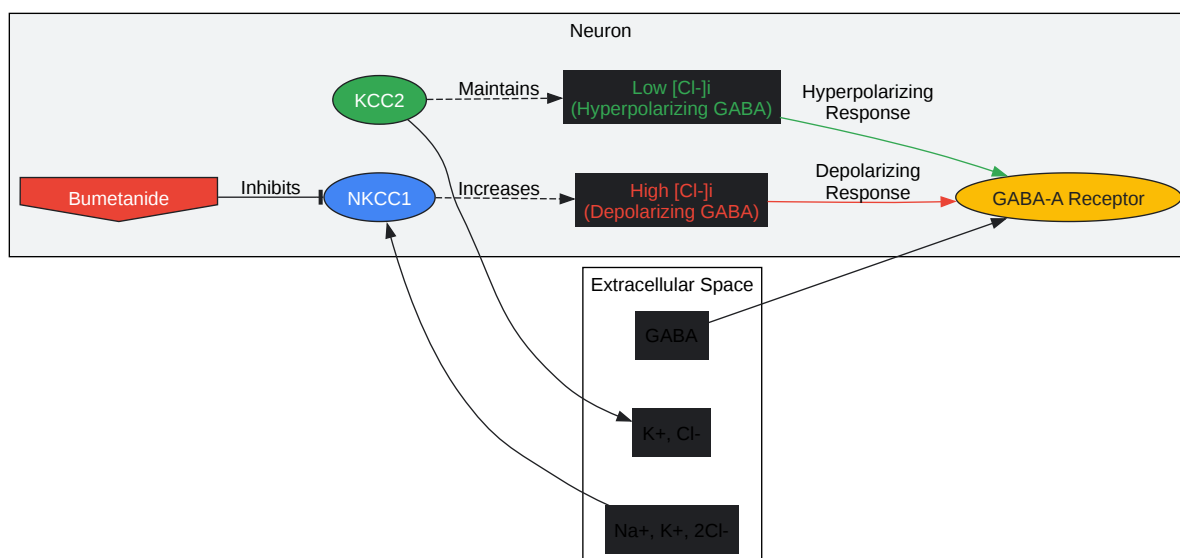 Neuron
KCC2
Maintains
Low [Cl-]i
(Hyperpolarizing GABA)
Hyperpolarizing
Response
Bumetanide
Inhibits
NKCC1
Increases
High [Cl-]i
(Depolarizing GABA)
Depolarizing
Response
GABA-A Receptor
Extracellular Space
GABA
K+, Cl-
Na+, K+, 2Cl-